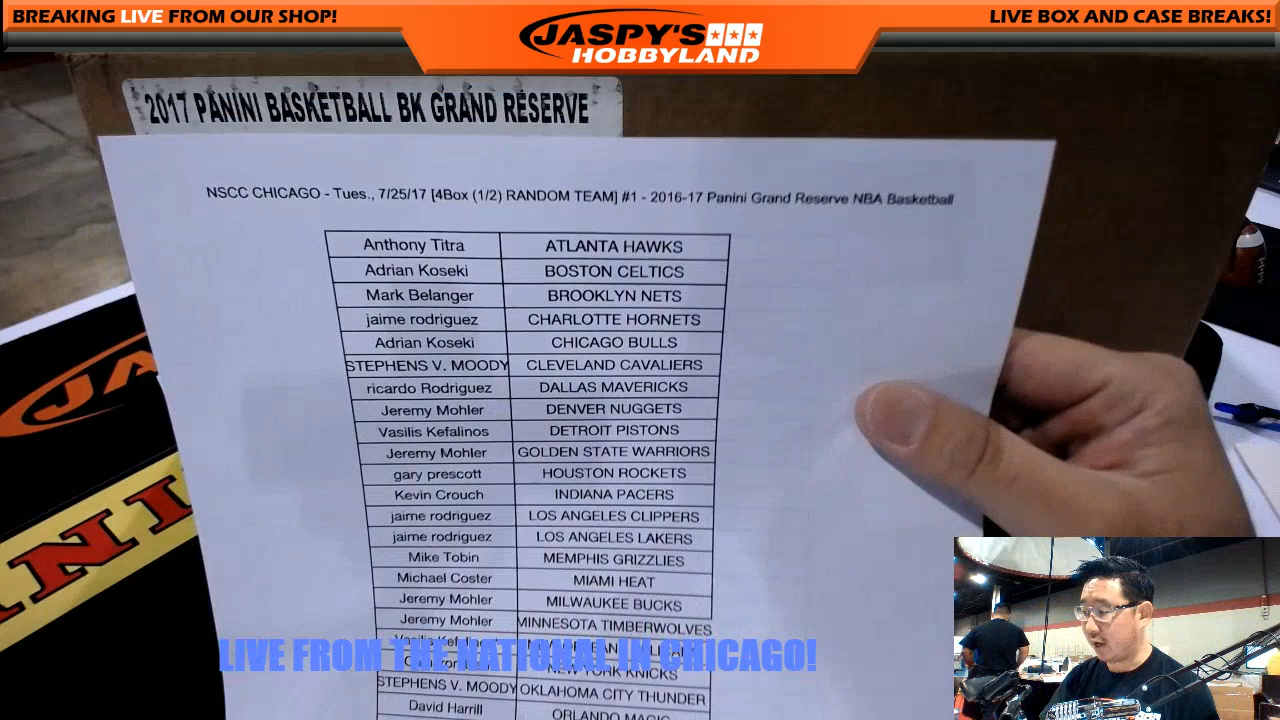 BREAKING LIVE FROM OUR SHOP!
JASPY'S
HOBBYLAND
LIVE BOX AND CASE BREAKS!
2017 PANINI BASKETBALL BK GRAND RESERVE
NSCC CHICAGO - Tues., 7/25/17 [4Box (1/2) RANDOM TEAM] #1 - 2016-17 Panini Grand Reserve NBA Basketball
Anthony Titra ATLANTA HAWKS
Adrian Koseki BOSTON CELTICS
Mark Belanger BROOKLYN NETS
jaime rodriguez CHARLOTTE HORNETS
Adrian Koseki CHICAGO BULLS
STEPHENS V. MOODY CLEVELAND CAVALIERS
ricardo Rodriguez DALLAS MAVERICKS
Jeremy Mohler DENVER NUGGETS
Vasilis Kefalinos DETROIT PISTONS
Jeremy Mohler GOLDEN STATE WARRIORS
gary prescott HOUSTON ROCKETS
Kevin Crouch INDIANA PACERS
jaime rodriguez LOS ANGELES CLIPPERS
jaime rodriguez LOS ANGELES LAKERS
Mike Tobin MEMPHIS GRIZZLIES
Michael Coster MIAMI HEAT
Jeremy Mohler MILWAUKEE BUCKS
Jeremy Mohler MINNESOTA TIMBERWOLVES
LIVE FROM THE NATIONAL IN CHICAGO!
NEW YORK KNICKS
STEPHENS V. MOODY OKLAHOMA CITY THUNDER
David Harrill ORLANDO MAGIC